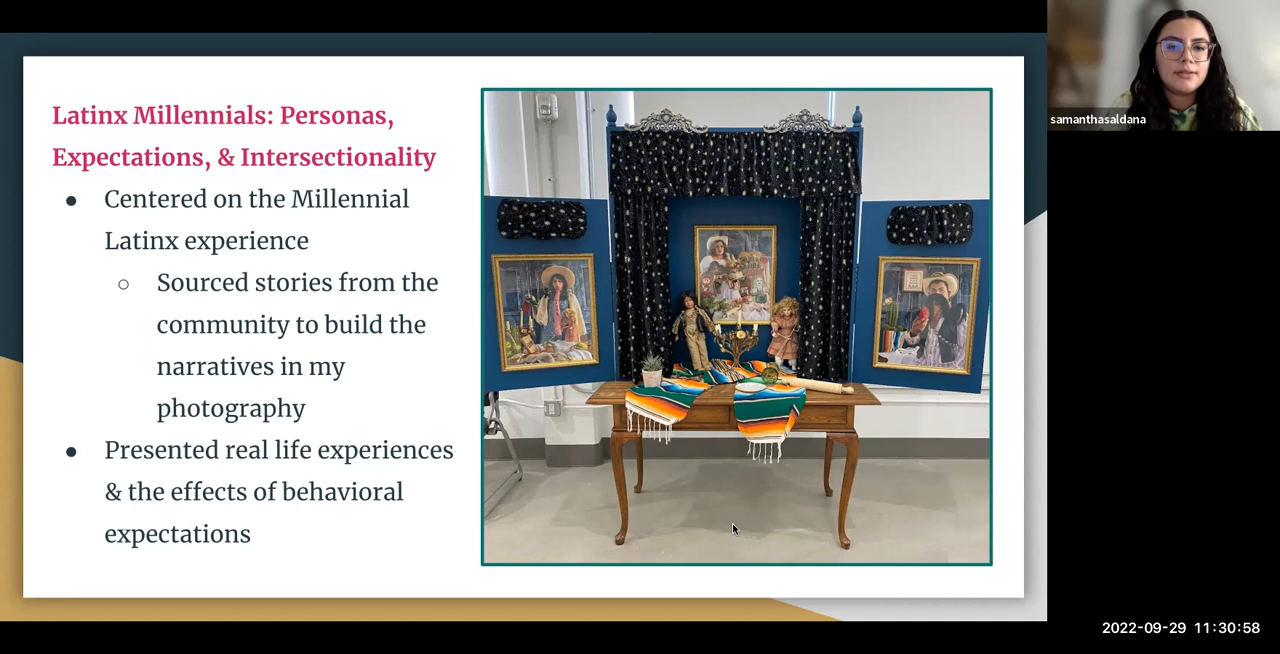 Latinx Millennials: Personas,
Expectations, & Intersectionality
● Centered on the Millennial
Latinx experience
○ Sourced stories from the
community to build the
narratives in my
photography
● Presented real life experiences
& the effects of behavioral
expectations
samanthasaldana
2022-09-29 11:30:58